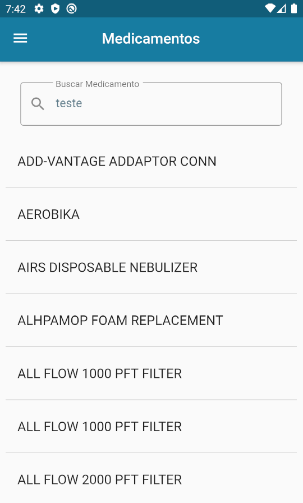 7:42
Medicamentos
Buscar Medicamento
teste
ADD-VANTAGE ADDAPTOR CONN
AEROBIKA
AIRS DISPOSABLE NEBULIZER
ALHPAMOP FOAM REPLACEMENT
ALL FLOW 1000 PFT FILTER
ALL FLOW 1000 PFT FILTER
ALL FLOW 2000 PFT FILTER